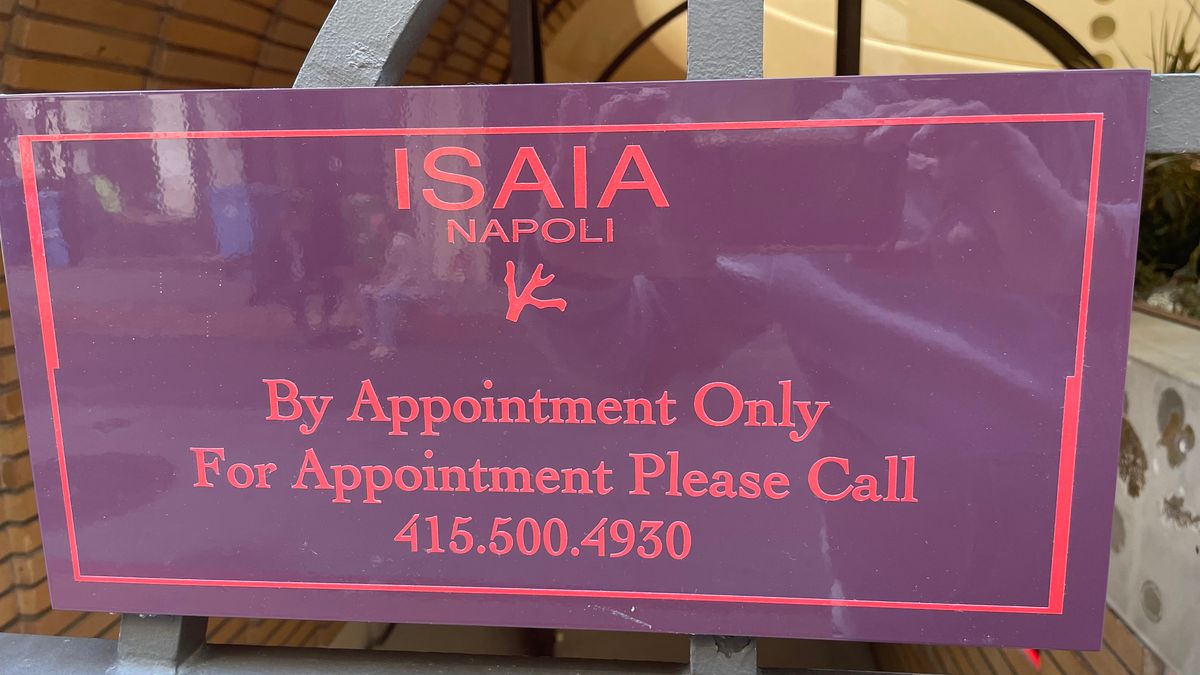 ISAIA
NAPOLI
By Appointment Only
For Appointment Please Call
415.500.4930